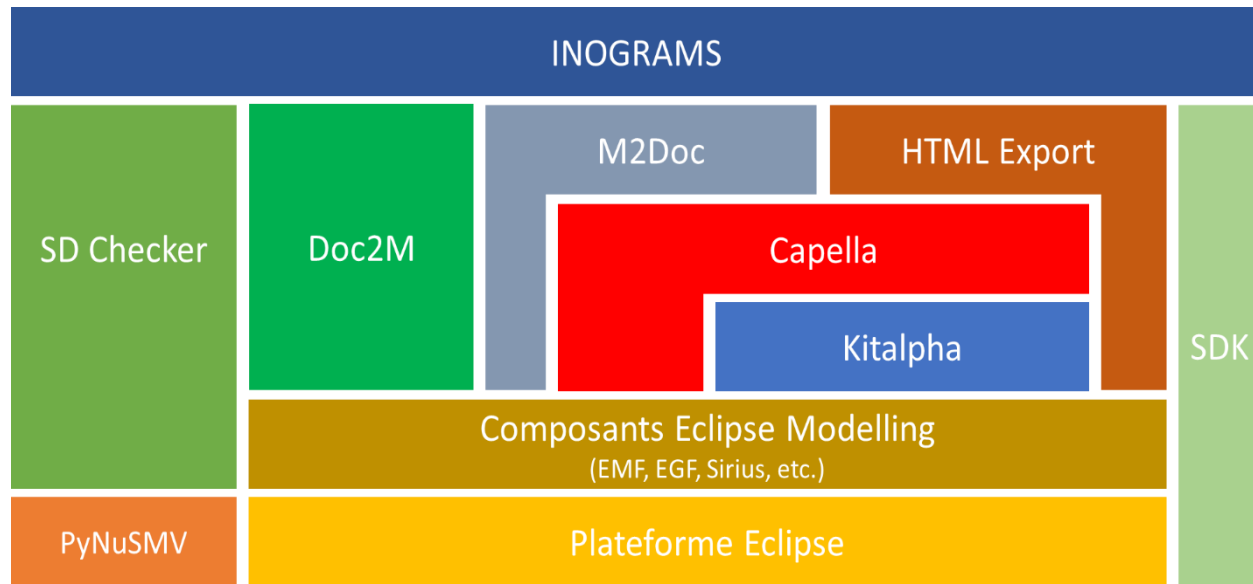 INOGRAMS
M2Doc
HTML Export
SD Checker
Doc2M
Capella
Kitalpha
SDK
Composants Eclipse Modelling
(EMF, EGF, Sirius, etc.)
PyNuSMV
Plateforme Eclipse